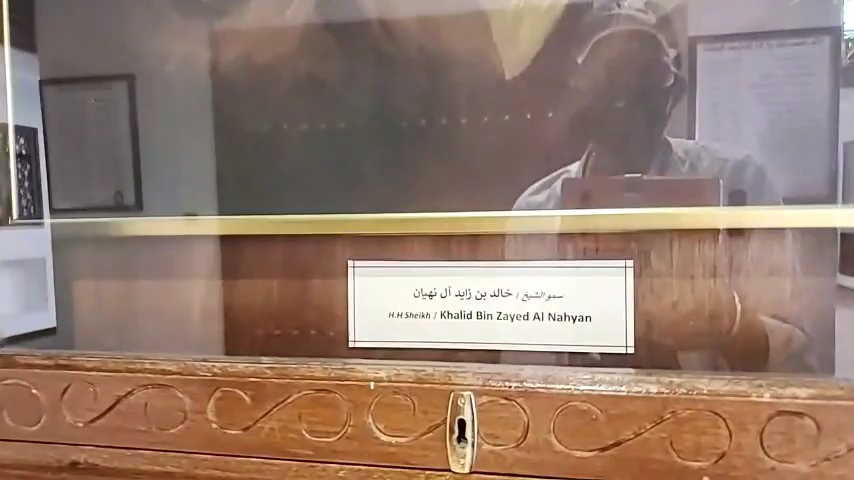 سمو الشيخ / خالد بن زايد آل نهيان
H.H Sheikh / Khalid Bin Zayed Al Nahyan